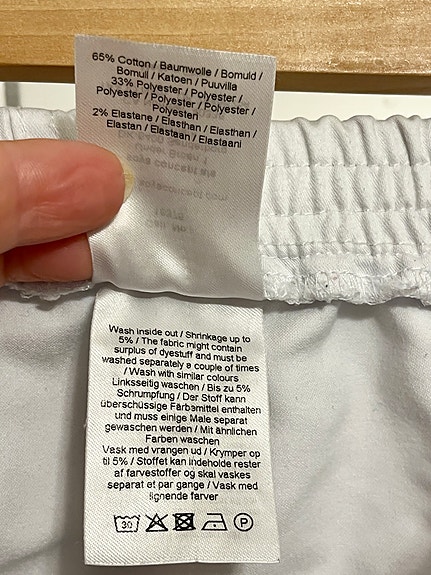 65% Cotton / Baumwolle / Bomuld /
Bomull / Katoen / Puuvilla
33% Polyester / Polyester /
Polyester / Polyester / Polyester /
Polyesteri
2% Elastane / Elasthan / Elasthan /
Elastan / Elastaan / Elastaani
Wash inside out / Shrinkage up to
5% / The fabric might contain
surplus of dyestuff and must be
washed separately a couple of times
/ Wash with similar colours
Linksseitig waschen / Bis zu 5%
Schrumpfung / Der Stoff kann
überschüssige Färbsmittel enthalten
und muss einige Male separat
gewaschen werden / Mit ähnlichen
Farben waschen
Vask med vrangen ud / Krymper op
til 5% / Stoffet kan indeholde rester
af farvestoffer og skal vaskes
separat et par gange / Vask med
lignende farver
30
P